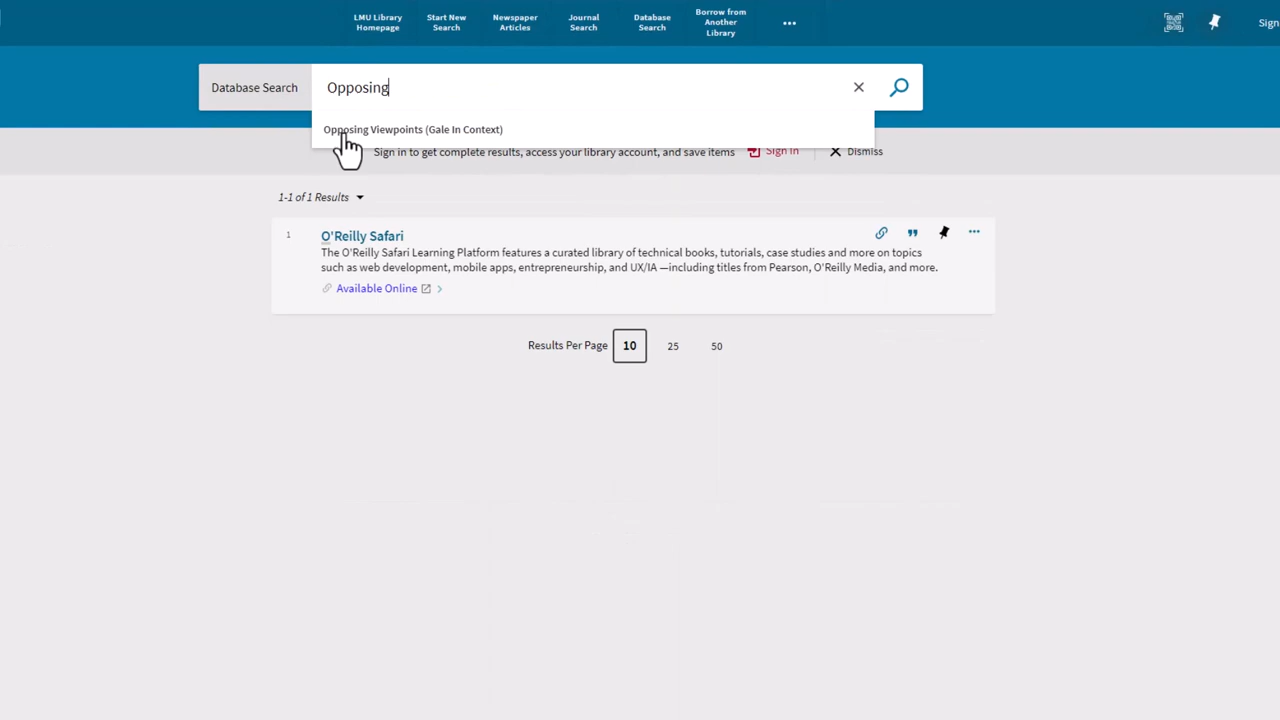 LMU Library Homepage
Start New Search
Newspaper Articles
Journal Search
Database Search
Borrow from Another Library
Sign
Database Search
Opposing
Opposing Viewpoints (Gale In Context)
Sign in to get complete results, access your library account, and save items
Sign in
Dismiss
1-1 of 1 Results
1
O'Reilly Safari
The O'Reilly Safari Learning Platform features a curated library of technical books, tutorials, case studies and more on topics
such as web development, mobile apps, entrepreneurship, and UX/IA —including titles from Pearson, O'Reilly Media, and more.
Available Online
Results Per Page 10 25 50